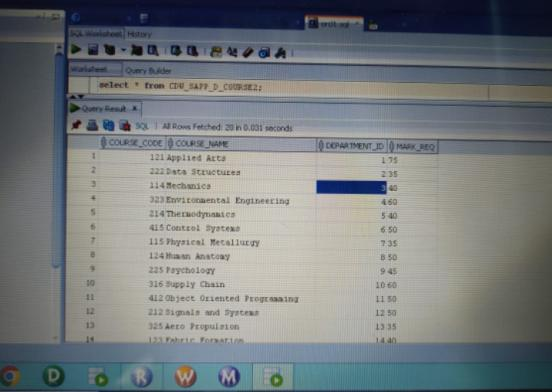 SQL Worksheet History
Worksheet Query Builder
select * from CDW_SAPP_D_COURSE2;
Query Result ×
SQL | All Rows Fetched: 20 in 0.031 seconds
COURSE_CODE COURSE_NAME DEPARTMENT_ID MARK_REQ
1 121 Applied Arts 1 75
2 222 Data Structures 2 35
3 114 Mechanics 3 40
4 323 Environmental Engineering 4 60
5 214 Thermodynamics 5 40
6 415 Control Systems 6 50
7 115 Physical Metallurgy 7 35
8 124 Human Anatomy 8 50
9 225 Psychology 9 45
10 316 Supply Chain 10 60
11 412 Object Oriented Programming 11 50
12 212 Signals and Systems 12 50
13 325 Aero Propulsion 13 35
14 123 Fabric Formation 14 40
D R W M